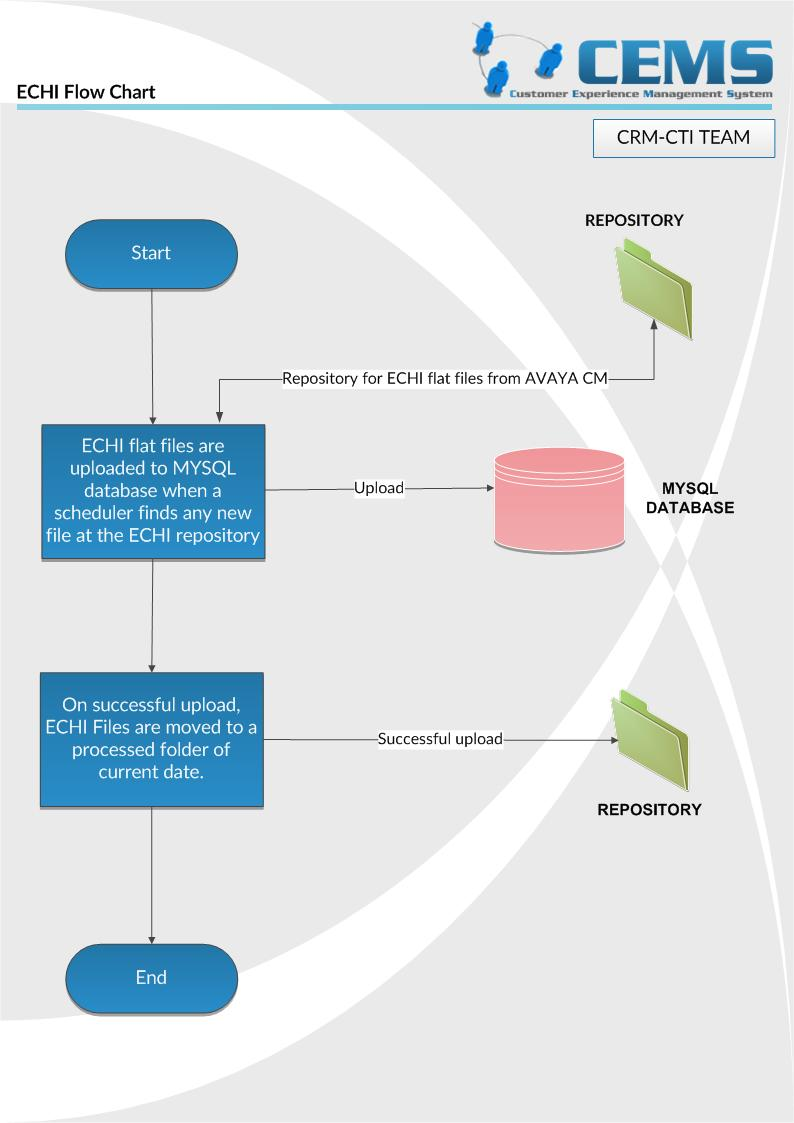 CEMS
Customer Experience Management System
ECHI Flow Chart
CRM-CTI TEAM
REPOSITORY
Start
Repository for ECHI flat files from AVAYA CM
ECHI flat files are
uploaded to MYSQL
database when a
scheduler finds any new
file at the ECHI repository
Upload
MYSQL
DATABASE
On successful upload,
ECHI Files are moved to a
processed folder of
current date.
Successful upload
REPOSITORY
End